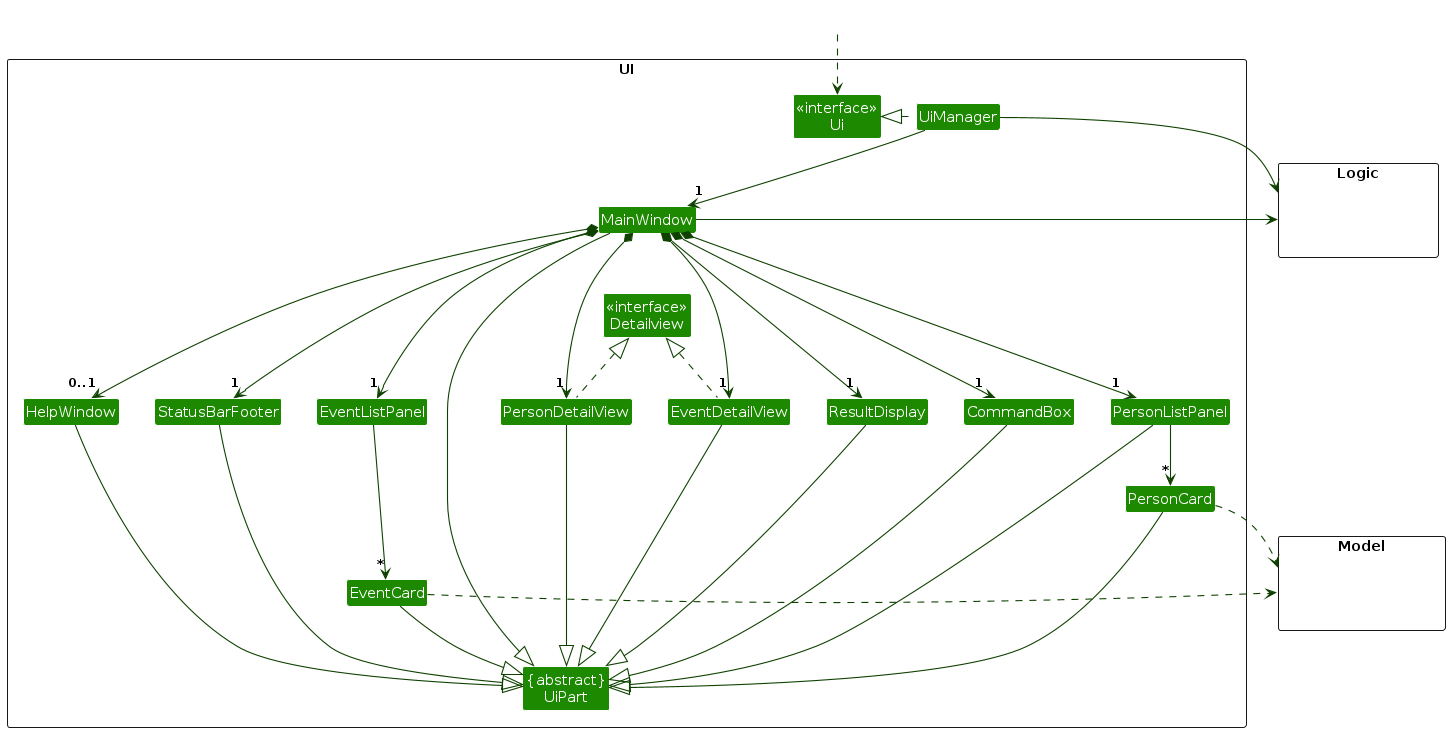 UI
«interface»
Ui
UiManager
Logic
1
MainWindow
«interface»
Detailview
0..1
1
1
1
1
1
1
1
HelpWindow
StatusBarFooter
EventListPanel
PersonDetailView
EventDetailView
ResultDisplay
CommandBox
PersonListPanel
*
PersonCard
Model
*
EventCard
{abstract}
UiPart